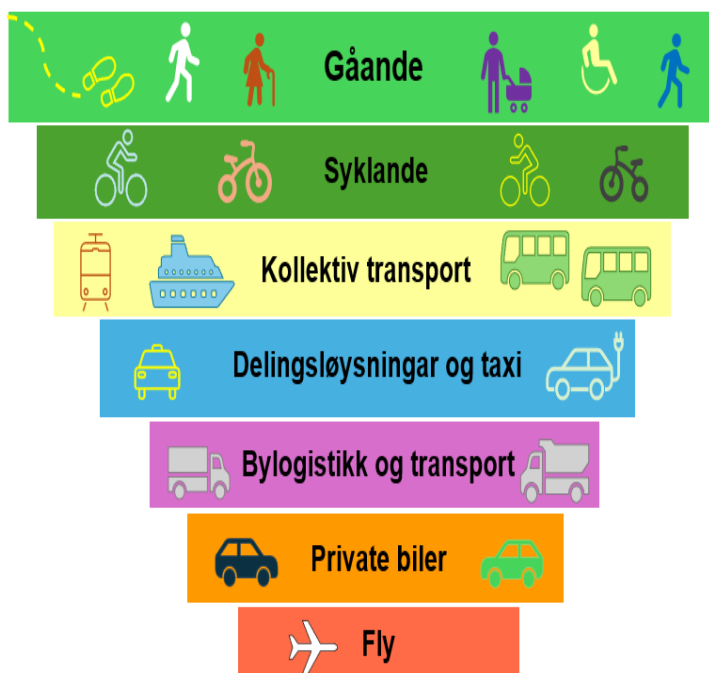 Gåande
Syklande
Kollektiv transport
Delingsløysningar og taxi
Bylogistikk og transport
Private biler
Fly